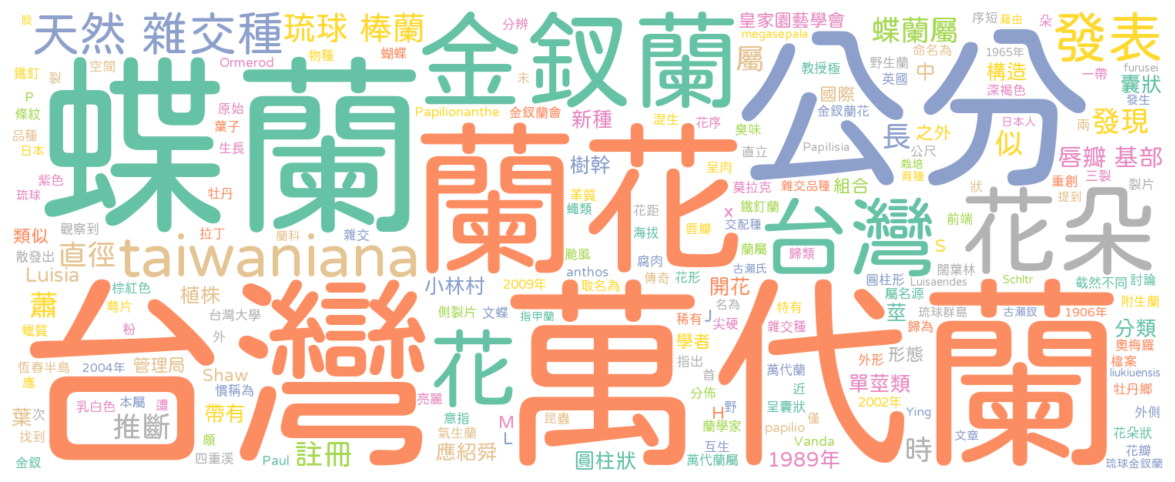 股 分辨 皇家園藝學會 序短 藉由 朵
天然 雜交種 琉球 棒蘭 金釵蘭 公分 蝶蘭屬 發表
megasepala 1965年 furusei
鐵釘 裂 空間 Ormerod 物種 蝴蝶 未 屬 教授極 野生蘭 命名為 英國 中 構造 一帶 囊狀
P 原始 Papilionanthe 金釵蘭會 新種 混生 花序 臭味 國際 深褐色 發生
條紋 葉子 金釵蘭花 長 之外 日本人 兩 發現
品種 日本 生長 蝶蘭 蘭花 樹幹 直立 Papilisia 公尺 似 唇瓣 基部
琉球 紫色 牡丹 呈肉 莫拉克 雜交品種 組合 栽培 育種 狀 重創 三裂 提到 裂片
觀察到 革質 鐵釘蘭 x 台灣 花朵
類似 拉丁 蠟類 花距 唇瓣 交配種 前端
散發出 直徑 蘭科 雜交 颱風 海拔 蘭屬 歸類 S
Luisia taiwaniana anthos 腐肉 傳奇 花形 古瀨氏 圓柱形 闊葉林 Luisaerides 截然不同 討論
棕紅色 小林村 2009年 取名為 開花 屬名源 Schltr 附生蘭
蕭 萼片 植株 側裂片 文蝶 指甲蘭 名為 特有 莖 琉球群島 古瀨釵 1906年
蠟質 粉 台灣大學 稀有 J 尖硬 雜交種 歸為 分類
台灣 花 萬代蘭
恆春半島 2004年 管理局 外 學者 外形 形態 奧梅羅
應 Shaw 指出 首 萬代蘭 近 單莖類 檔案 liukiuensis
乳白色 本屬 遭 慣稱為 亮麗 分佈 野 呈囊狀 僅 2002年 牡丹鄉
葉 次 帶有 意指 M H 昆蟲 蘭學家 papilio Ying 外側
找到 推斷 頗 L 氣生蘭 互生 Vanda 文章 花朵狀
金釵 四重溪 Paul 註冊 應紹舜 圓柱狀 萬代蘭屬 1989年 時 花瓣 琉球金釵蘭